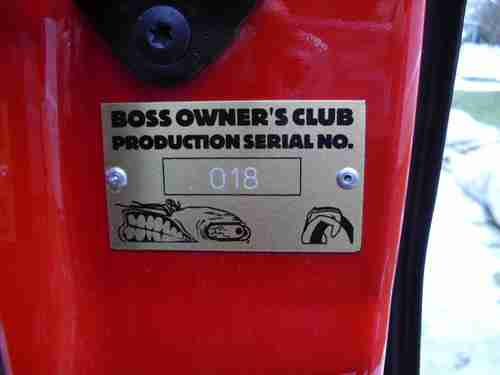 BOSS OWNER'S CLUB
PRODUCTION SERIAL NO.
018